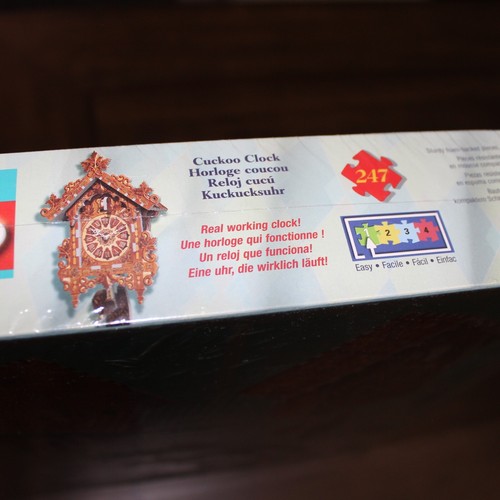 Cuckoo Clock
Horloge coucou
Reloj cucú
Kuckucksuhr
Real working clock!
Une horloge qui fonctionne !
Un reloj que funciona!
Eine uhr, die wirklich läuft!
247
1 2 3 4
Easy • Facile • Fácil • Einfac